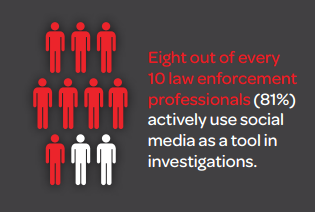 Eight out of every
10 law enforcement
professionals (81%)
actively use social
media as a tool in
investigations.